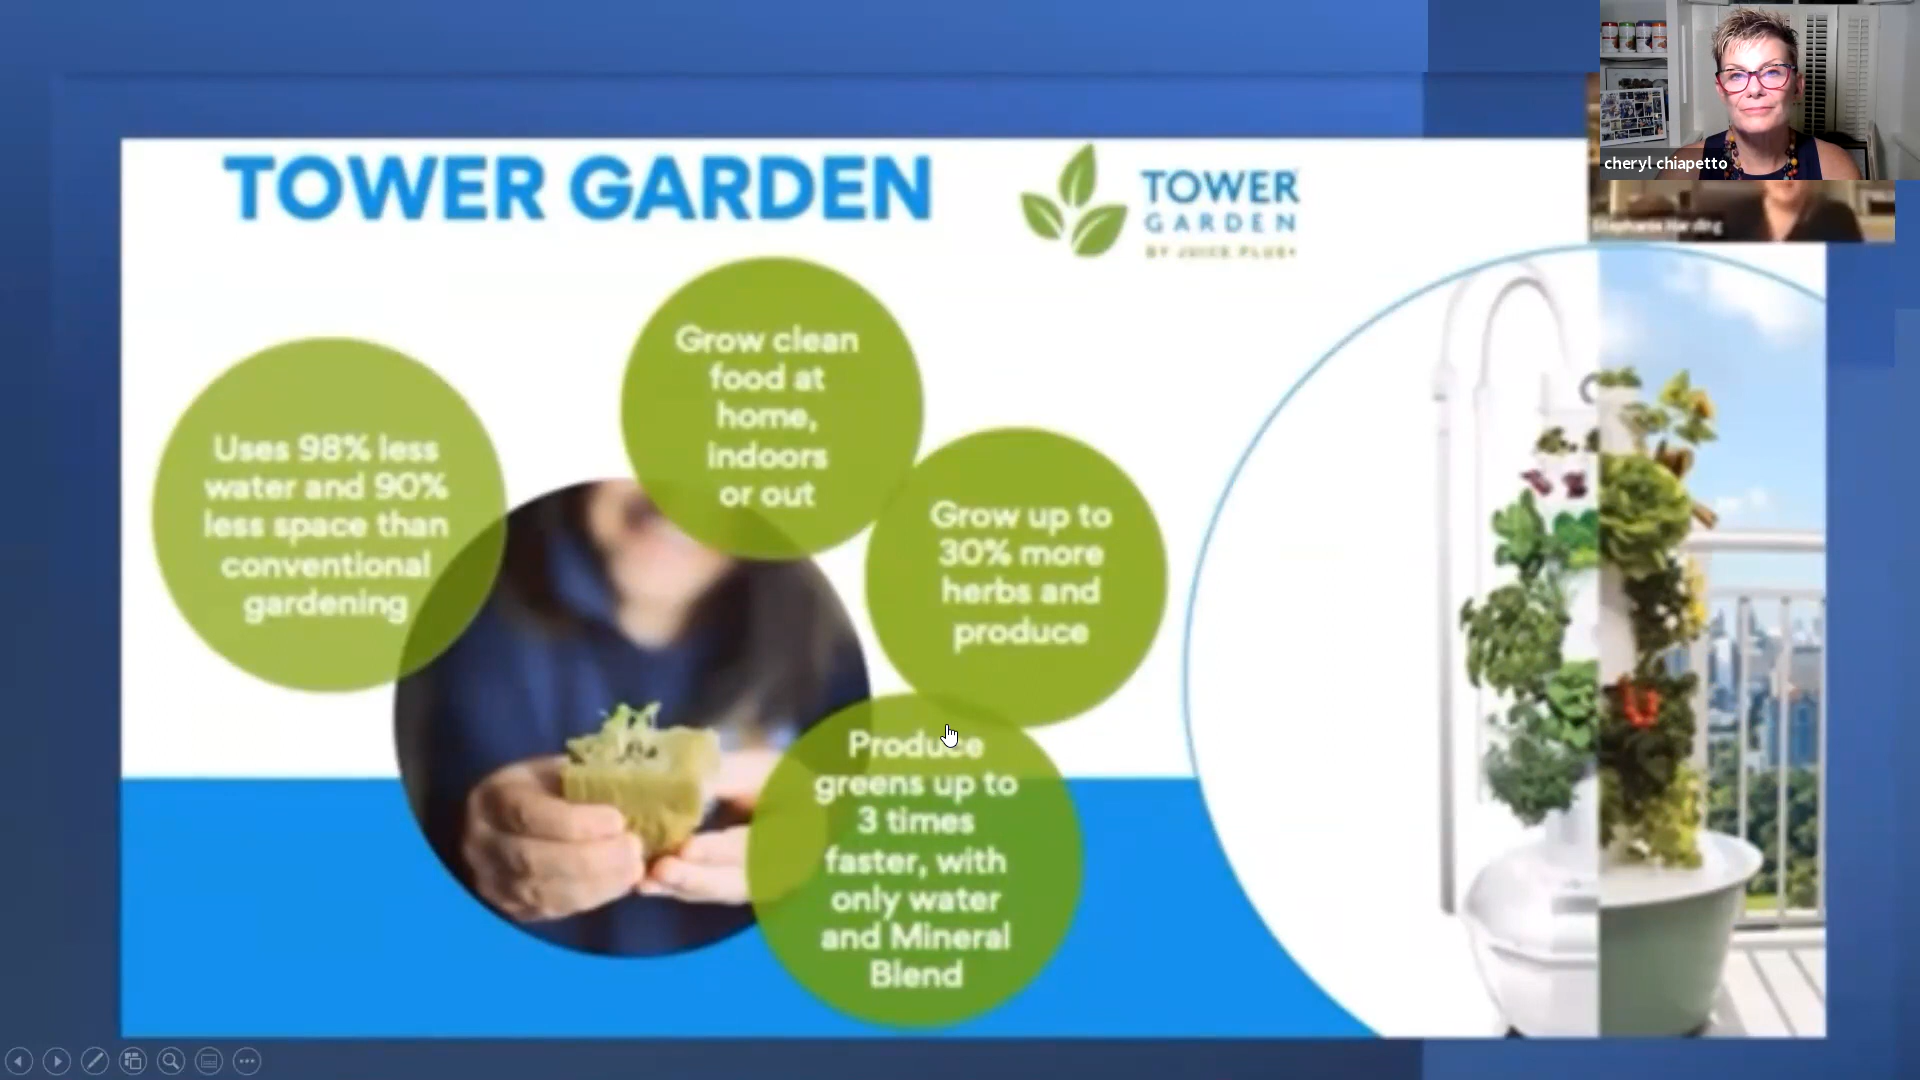 TOWER GARDEN
TOWER
GARDEN
BY JUICE PLUS+
cheryl chiapetto
Stephanie Harding
Grow clean
food at
home,
indoors
or out
Uses 98% less
water and 90%
less space than
conventional
gardening
Grow up to
30% more
herbs and
produce
Produce
greens up to
3 times
faster, with
only water
and Mineral
Blend